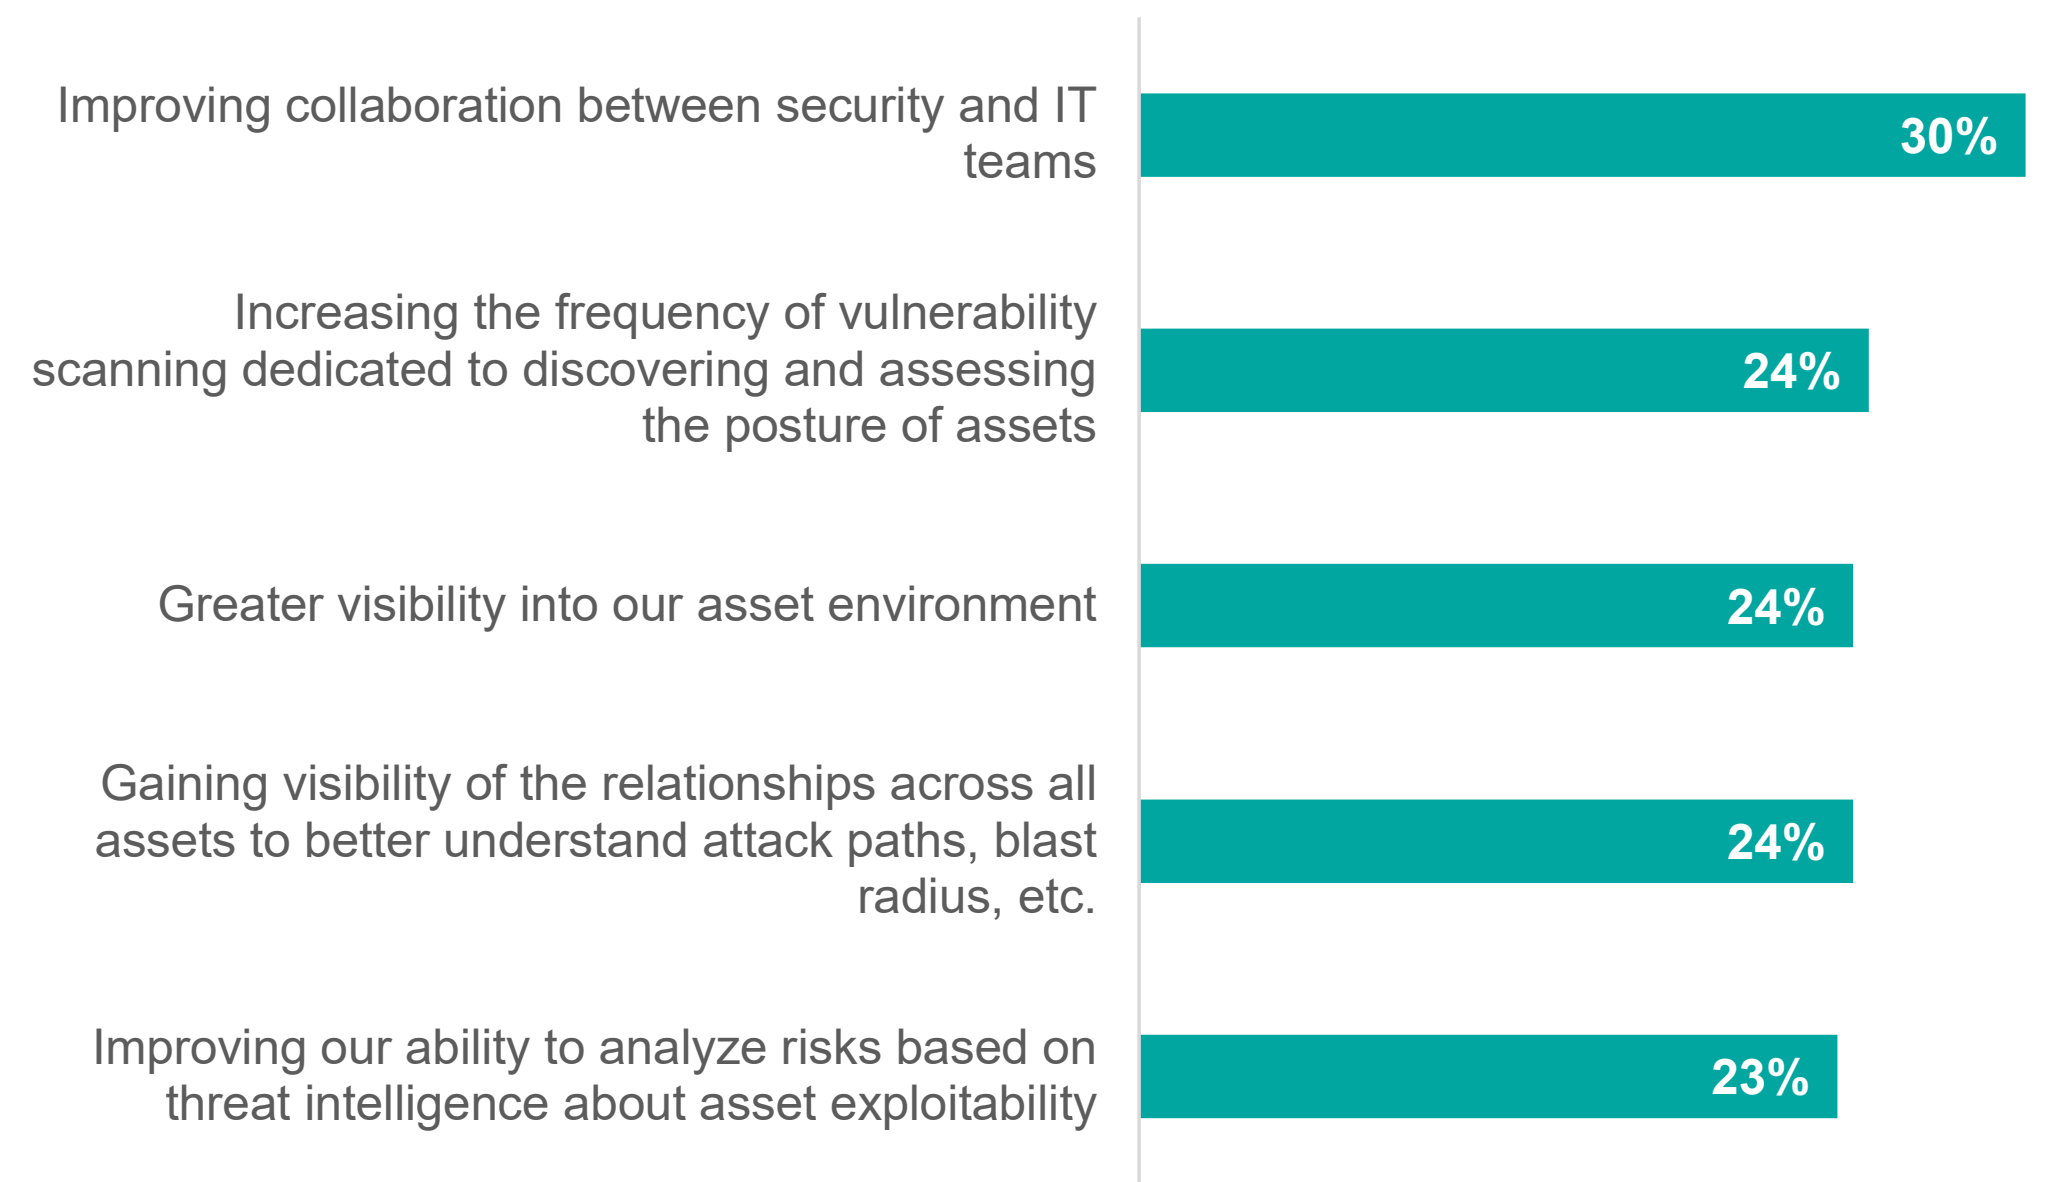 Improving collaboration between security and IT
teams
30%
Increasing the frequency of vulnerability
scanning dedicated to discovering and assessing
the posture of assets
24%
Greater visibility into our asset environment
24%
Gaining visibility of the relationships across all
assets to better understand attack paths, blast
radius, etc.
24%
Improving our ability to analyze risks based on
threat intelligence about asset exploitability
23%